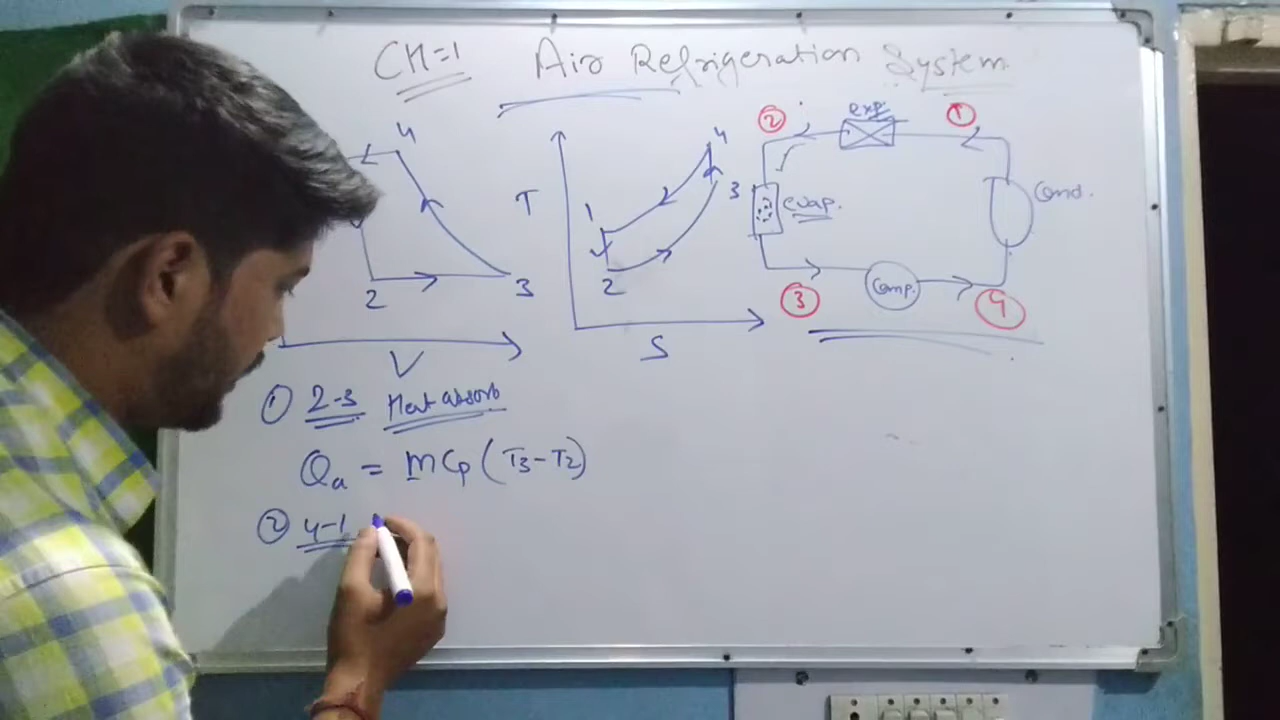 CH=1 Air Refrigeration System
4
2
3
V
T
4
3
1
2
S
② exp. ①
evap. Cond.
③ Comp. ④
① 2-3 Heat absorb
Qa = mCp (T3-T2)
② 4-1